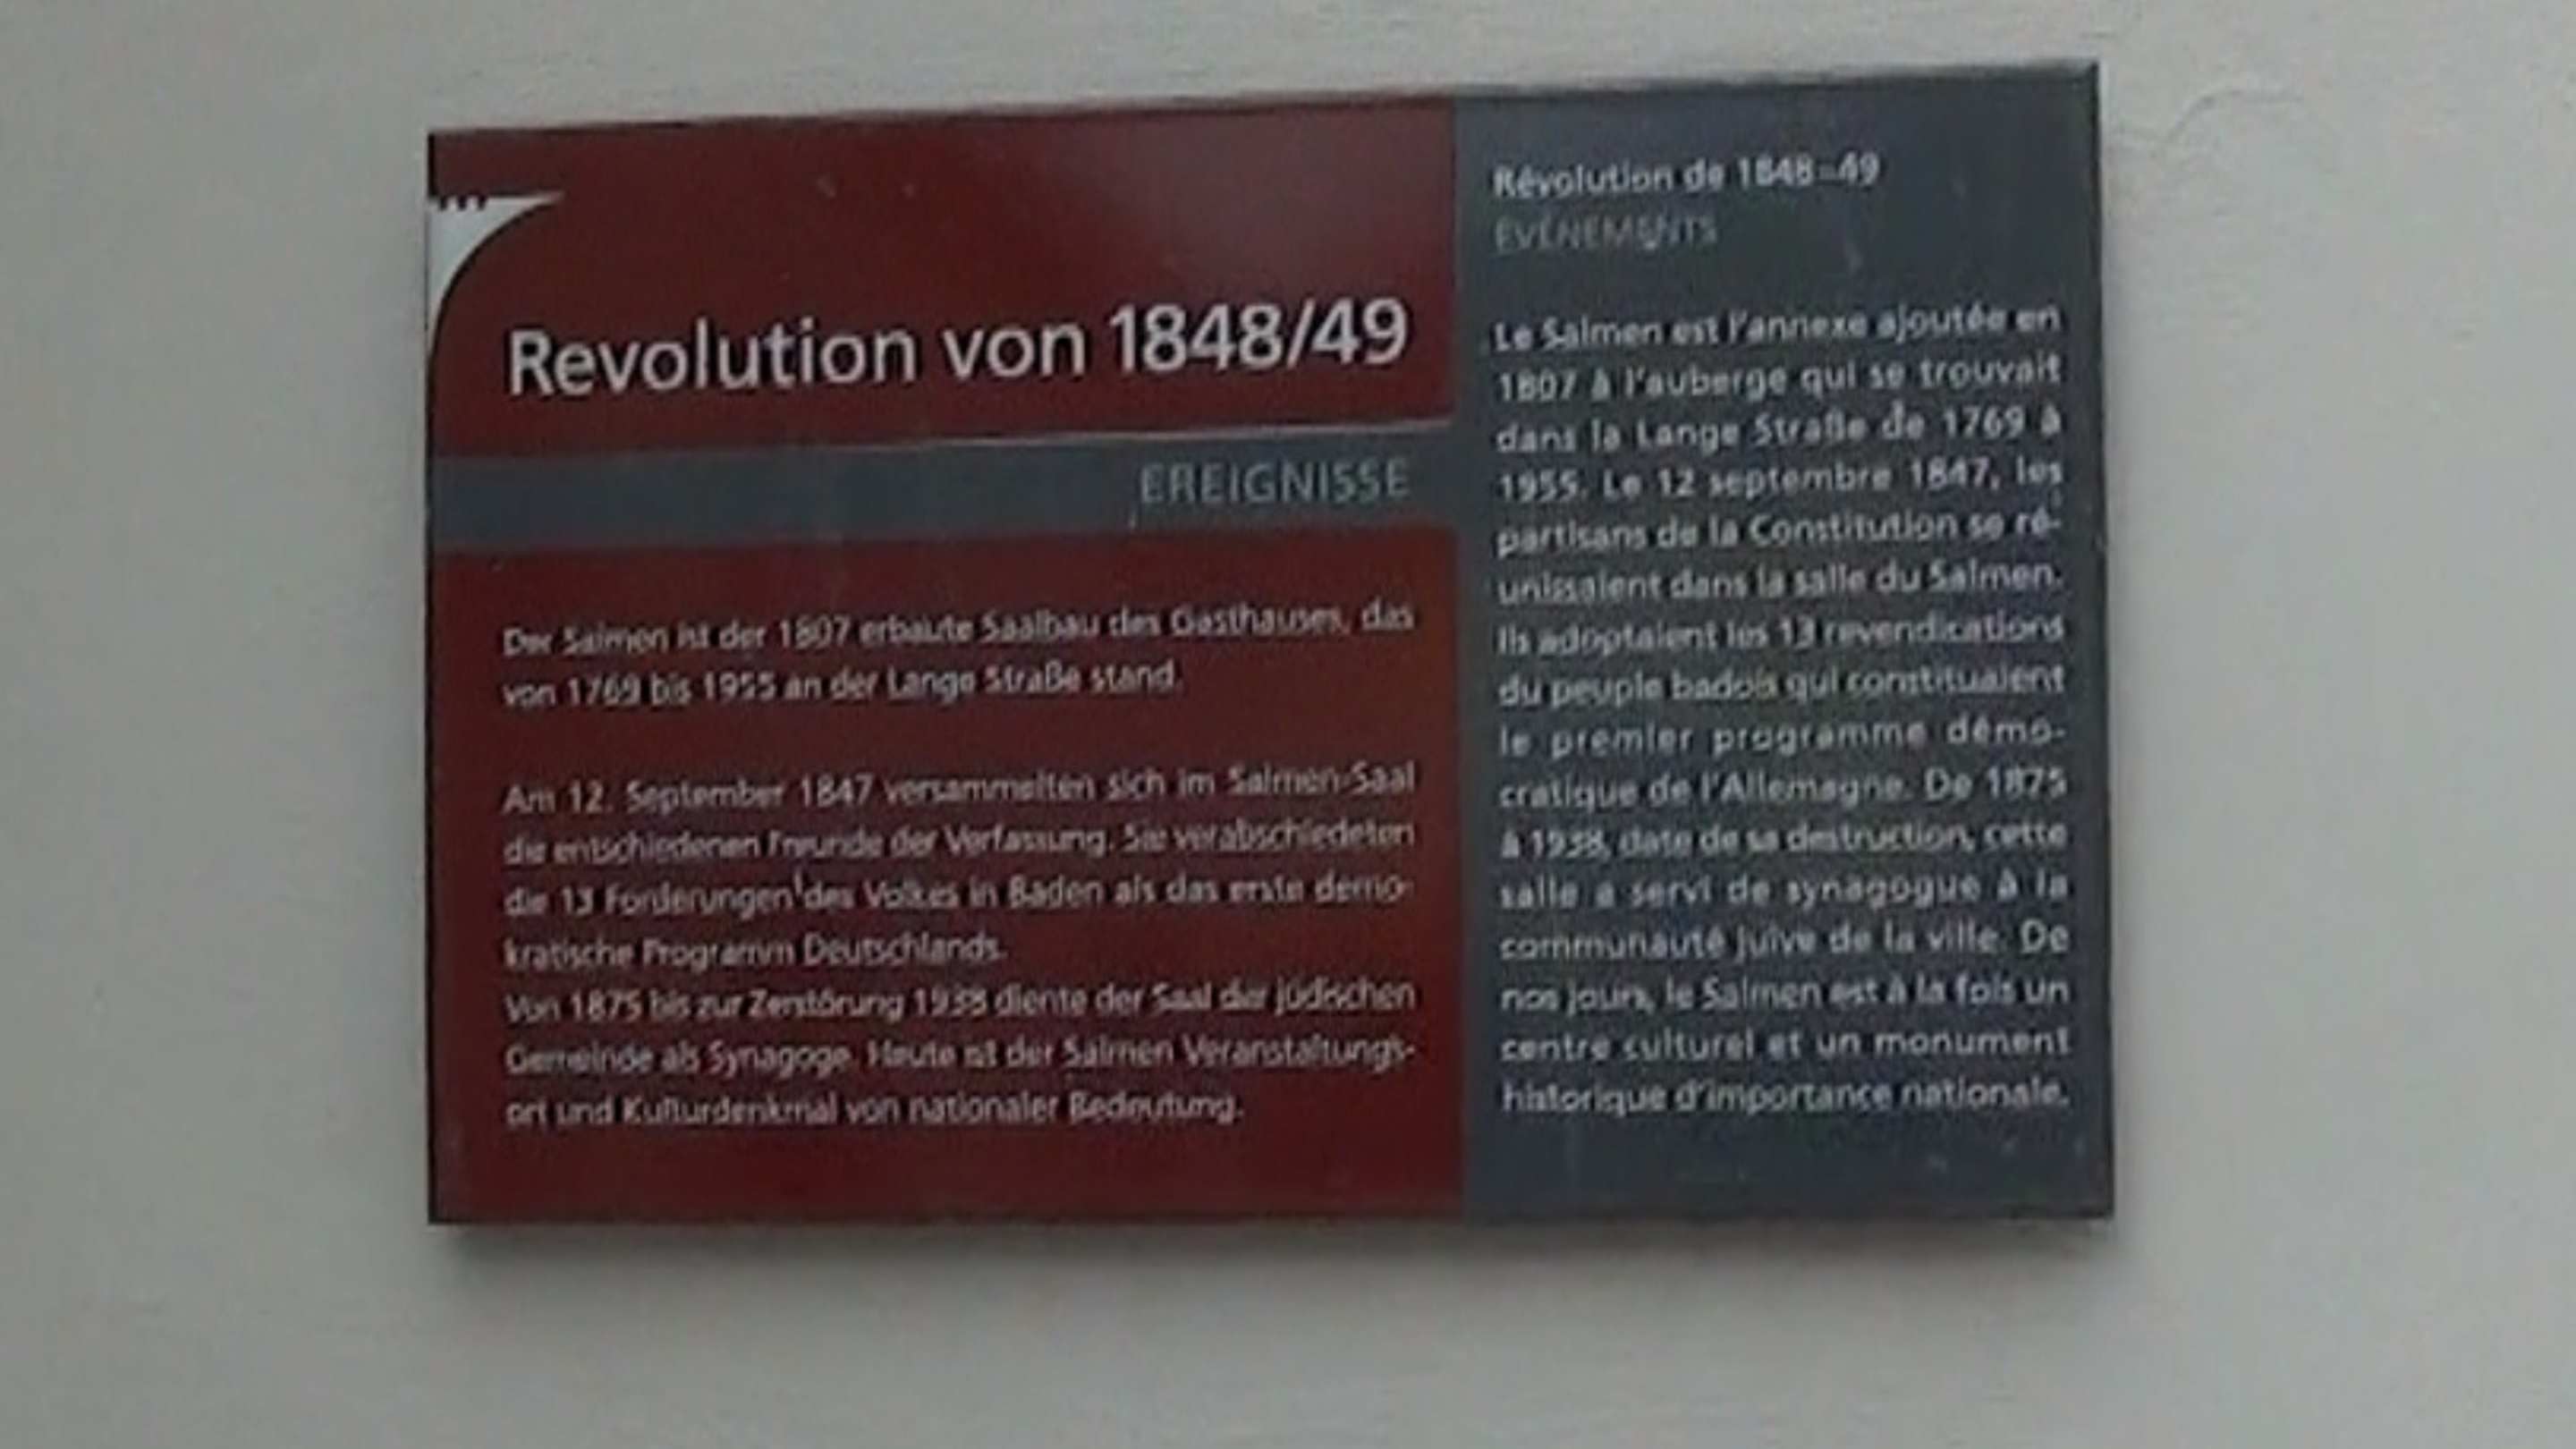 Revolution von 1848/49
EREIGNISSE
Der Salmen ist der 1807 erbaute Saalbau des Gasthauses, das
von 1769 bis 1955 an der Lange Straße stand.
Am 12. September 1847 versammelten sich im Salmen-Saal
die entschiedenen Freunde der Verfassung. Sie verabschiedeten
die 13 Forderungen des Volkes in Baden als das erste demo-
kratische Programm Deutschlands.
Von 1875 bis zur Zerstörung 1938 diente der Saal der jüdischen
Gemeinde als Synagoge. Heute ist der Salmen Veranstaltungs-
ort und Kulturdenkmal von nationaler Bedeutung.
Révolution de 1848-49
ÉVÉNEMENTS
Le Salmen est l'annexe ajoutée en
1807 à l'auberge qui se trouvait
dans la Lange Straße de 1769 à
1955. Le 12 septembre 1847, les
partisans de la Constitution se ré-
unissaient dans la salle du Salmen.
Ils adoptaient les 13 revendications
du peuple badois qui constituaient
le premier programme démo-
cratique de l'Allemagne. De 1875
à 1938, date de sa destruction, cette
salle a servi de synagogue à la
communauté juive de la ville. De
nos jours, le Salmen est à la fois un
centre culturel et un monument
historique d'importance nationale.